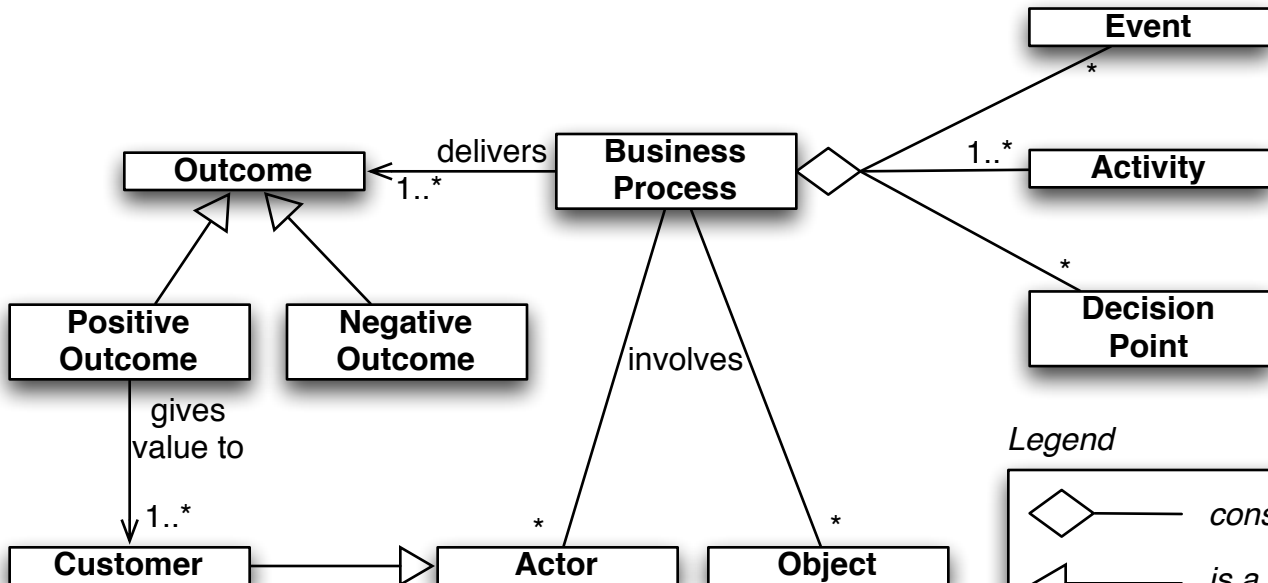 Event
*
delivers
Business
Process
1..*
Activity
Outcome
1..*
*
Positive
Outcome
Negative
Outcome
Decision
Point
involves
gives
value to
Legend
1..*
*
*
Customer
Actor
Object
is a